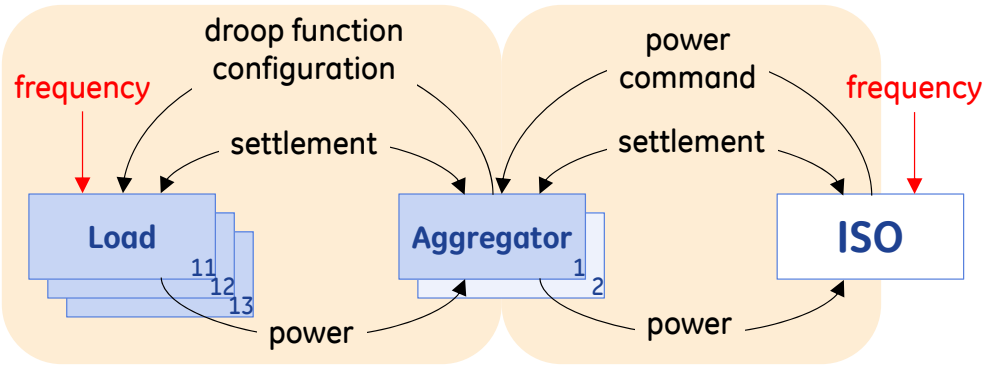 droop function
configuration
power
command
frequency
frequency
settlement
settlement
Load
11
12
13
Aggregator
1
2
ISO
power
power